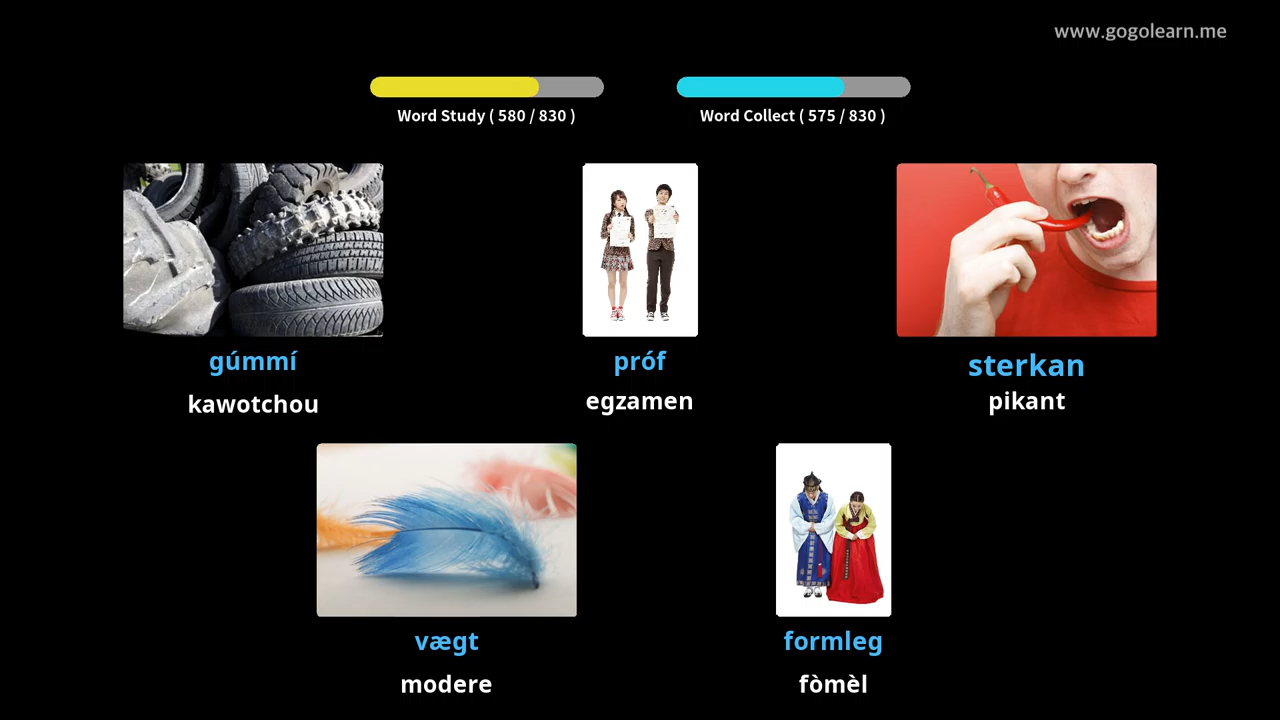 www.gogolearn.me
Word Study ( 580 / 830 )
Word Collect ( 575 / 830 )
gúmmí
kawotchou
próf
egzamen
sterkan
pikant
vægt
modere
formleg
fòmèl